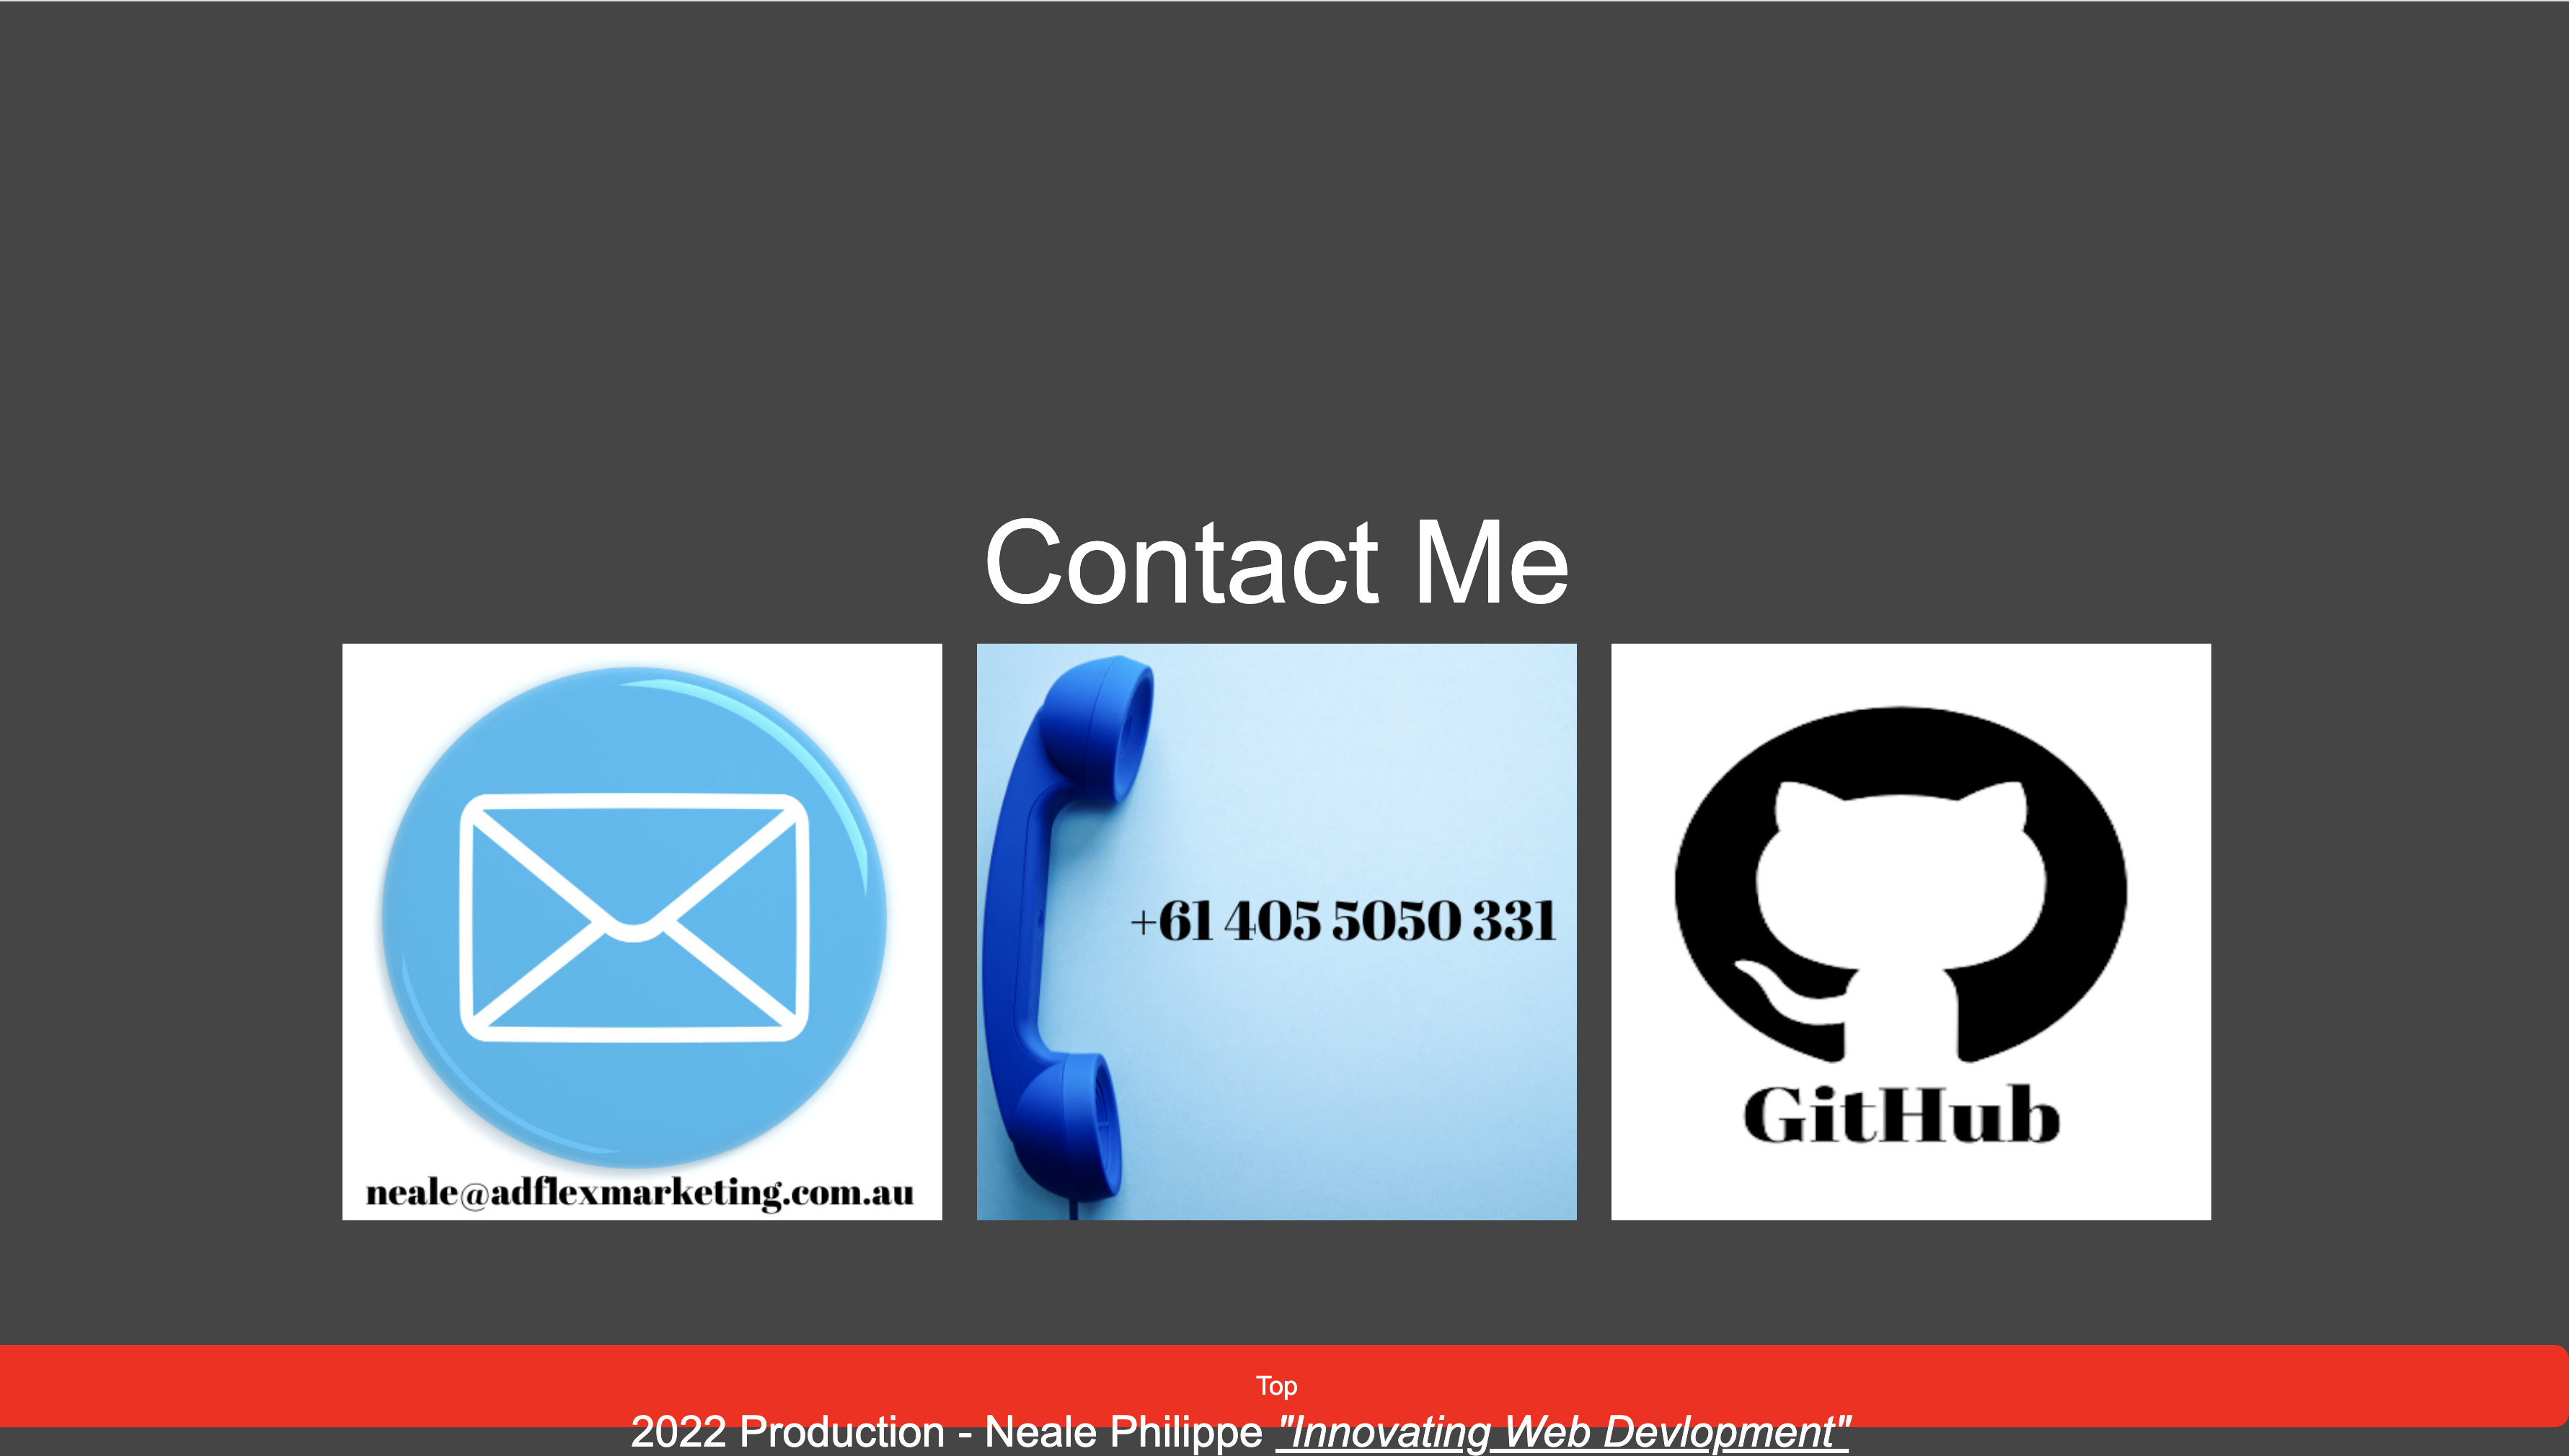 Contact Me
neale@adflexmarketing.com.au
+61 405 5050 331
GitHub
Top
2022 Production - Neale Philippe "Innovating Web Devlopment"